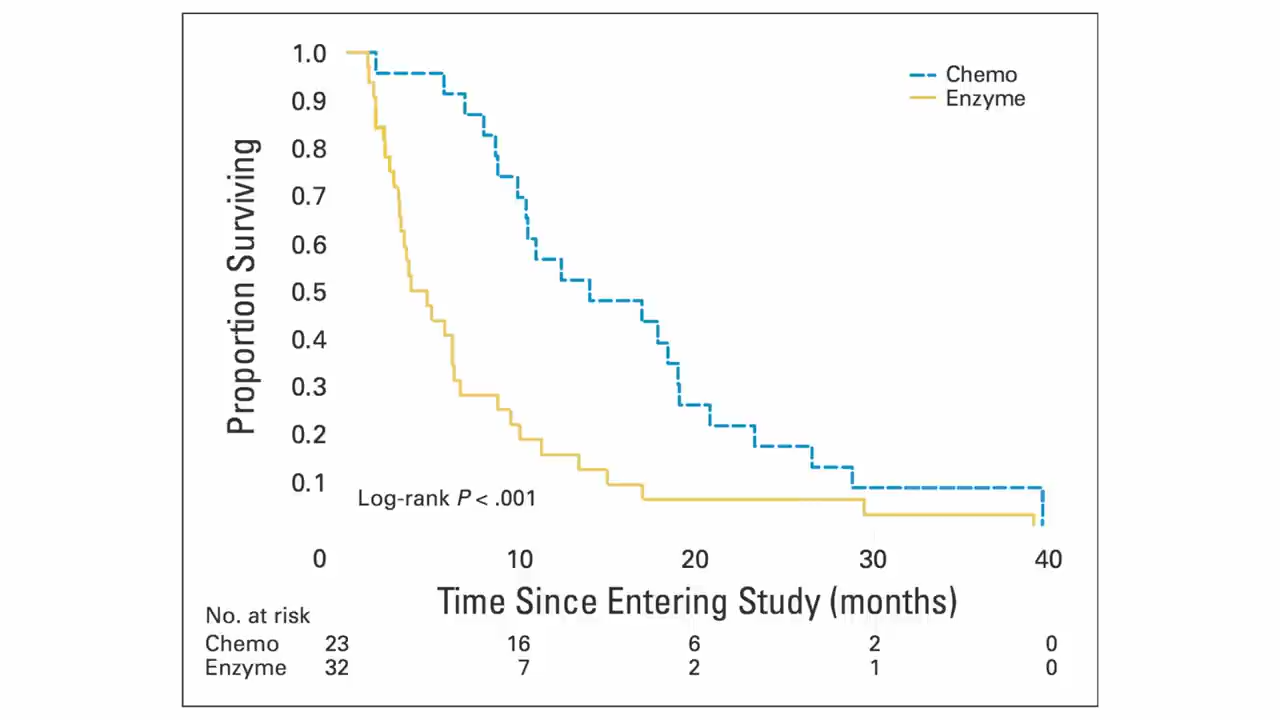 1.0
0.9
0.8
0.7
0.6
0.5
0.4
0.3
0.2
0.1
Proportion Surviving
Chemo
Enzyme
Log-rank P < .001
0 10 20 30 40
Time Since Entering Study (months)
No. at risk
Chemo 23 16 6 2 0
Enzyme 32 7 2 1 0